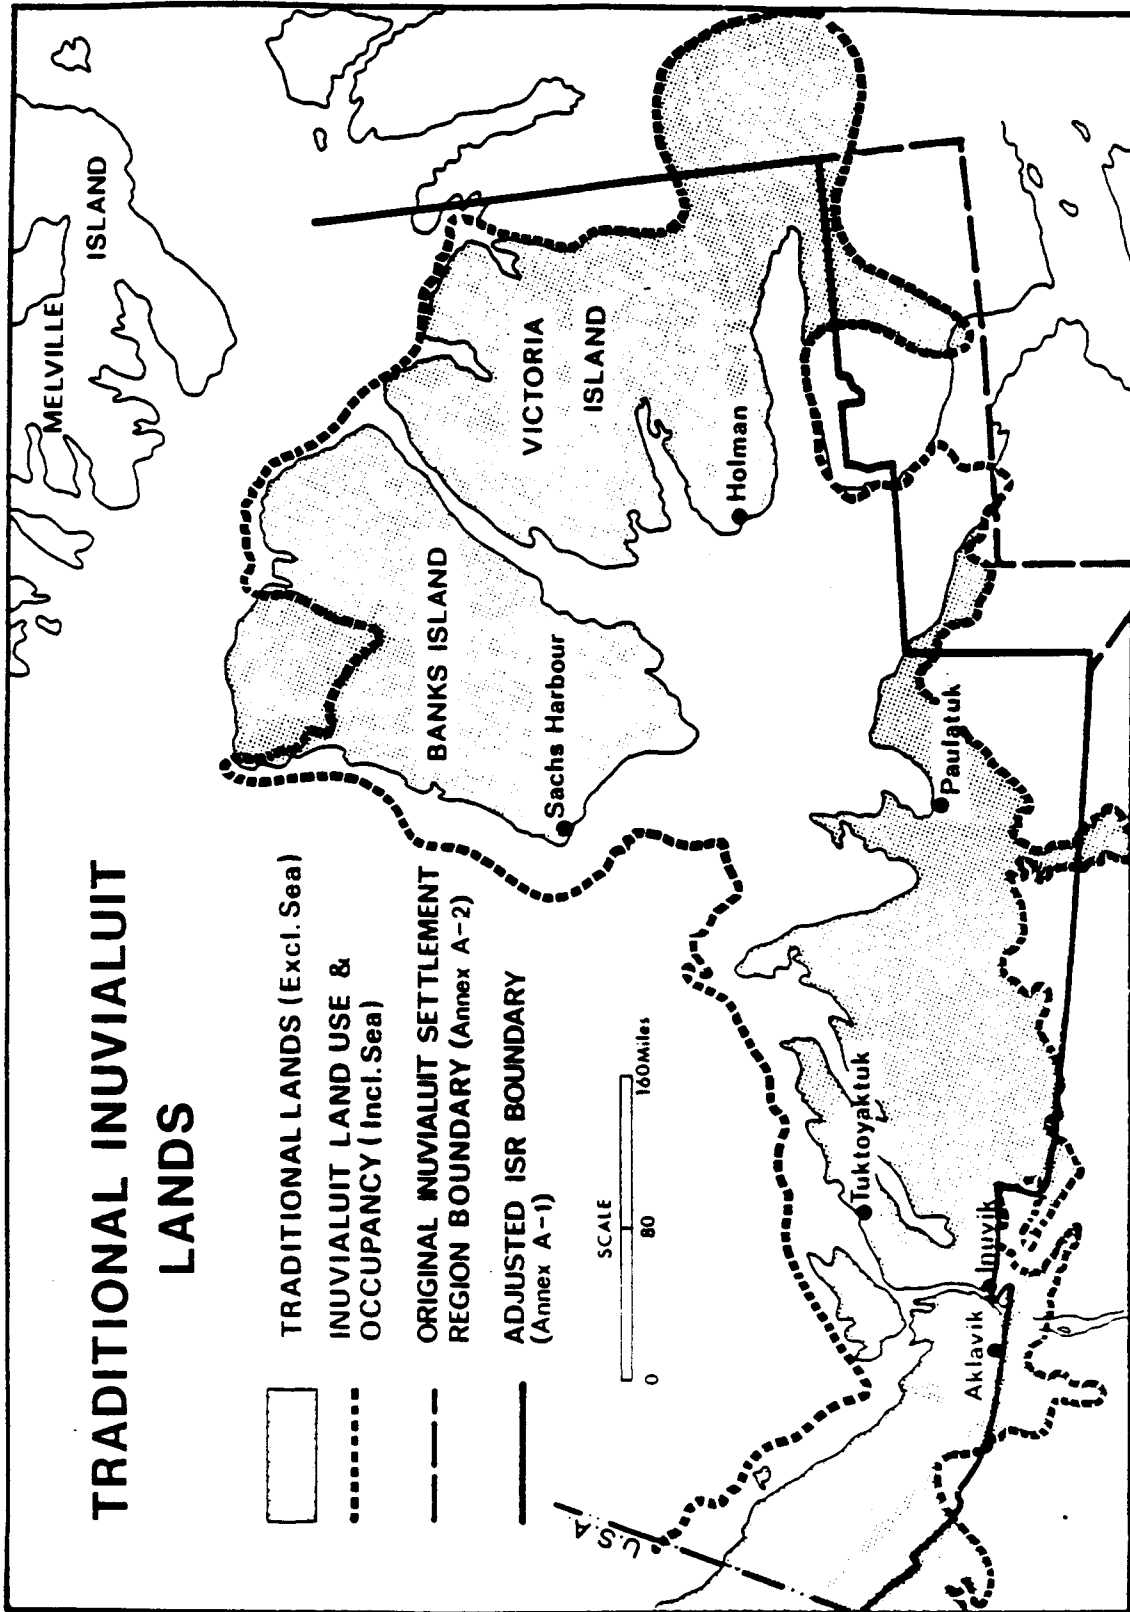 TRADITIONAL INUVIALUIT
LANDS
TRADITIONAL LANDS (Excl. Sea)
INUVIALUIT LAND USE &
OCCUPANCY (Incl. Sea)
ORIGINAL INUVIALUIT SETTLEMENT
REGION BOUNDARY (Annex A-2)
ADJUSTED ISR BOUNDARY
(Annex A-1)
SCALE
0 80 160Miles
MELVILLE
ISLAND
BANKS ISLAND
Sachs Harbour
VICTORIA
ISLAND
Holman
Paulatuk
Tuktoyaktuk
Inuvik
Aklavik
U.S.A.